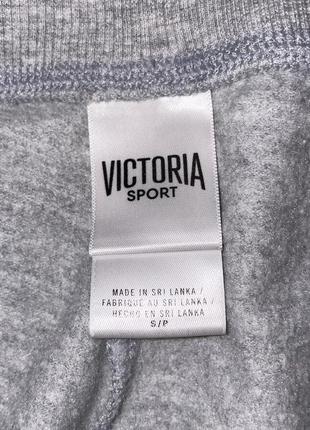 VICTORIA
SPORT
MADE IN SRI LANKA /
FABRIQUÉ AU SRI LANKA /
HECHO EN SRI LANKA
S/P